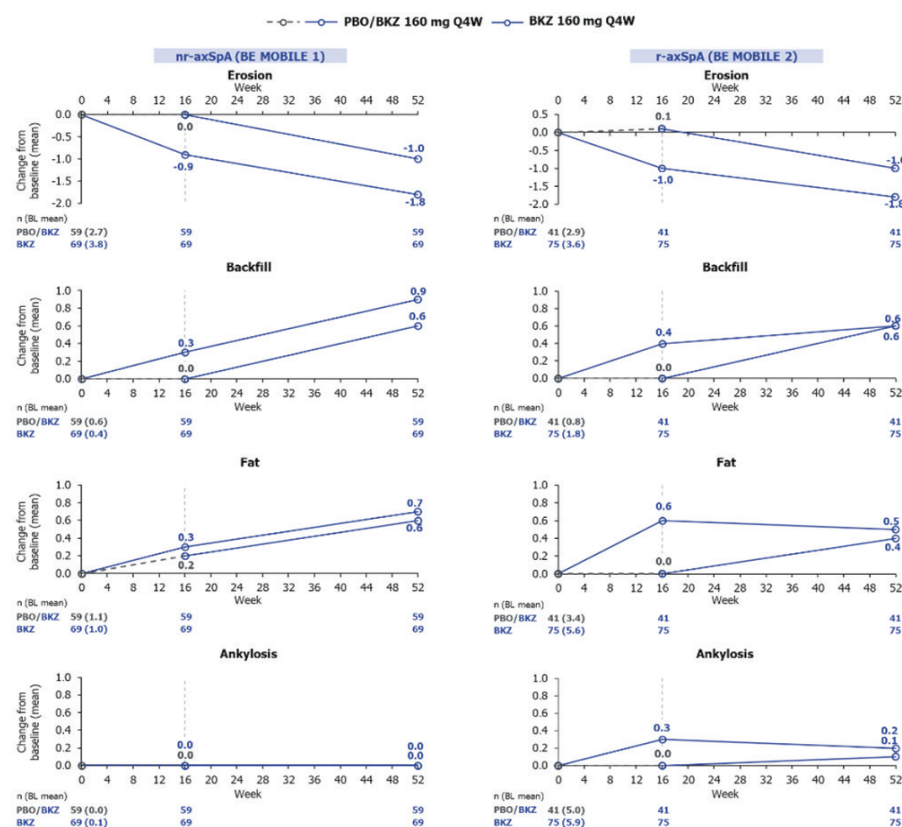 PBO/BKZ 160 mg Q4W BKZ 160 mg Q4W
nr-axSpA (BE MOBILE 1)
Erosion
Week
0 4 8 12 16 20 24 28 32 36 40 44 48 52
0.0
-0.5
-1.0
-1.5
-2.0
Change from
baseline (mean)
0.0
-0.9
-1.0
-1.8
n (BL mean)
PBO/BKZ 59 (2.7) 59 59
BKZ 69 (3.8) 69 69
Backfill
1.0
0.8
0.6
0.4
0.2
0.0
Change from
baseline (mean)
0.3
0.0
0.9
0.6
0 4 8 12 16 20 24 28 32 36 40 44 48 52
n (BL mean) Week
PBO/BKZ 59 (0.6) 59 59
BKZ 69 (0.4) 69 69
Fat
1.0
0.8
0.6
0.4
0.2
0.0
Change from
baseline (mean)
0.3
0.2
0.7
0.6
0 4 8 12 16 20 24 28 32 36 40 44 48 52
n (BL mean) Week
PBO/BKZ 59 (1.1) 59 59
BKZ 69 (1.0) 69 69
Ankylosis
1.0
0.8
0.6
0.4
0.2
0.0
Change from
baseline (mean)
0.0
0.0
0.0
0.0
0 4 8 12 16 20 24 28 32 36 40 44 48 52
n (BL mean) Week
PBO/BKZ 59 (0.0) 59 59
BKZ 69 (0.1) 69 69
r-axSpA (BE MOBILE 2)
Erosion
Week
0 4 8 12 16 20 24 28 32 36 40 44 48 52
0.5
0.0
-0.5
-1.0
-1.5
-2.0
Change from
baseline (mean)
0.1
-1.0
-1.0
-1.8
n (BL mean)
PBO/BKZ 41 (2.9) 41 41
BKZ 75 (3.6) 75 75
Backfill
1.0
0.8
0.6
0.4
0.2
0.0
Change from
baseline (mean)
0.4
0.0
0.6
0.6
0 4 8 12 16 20 24 28 32 36 40 44 48 52
n (BL mean) Week
PBO/BKZ 41 (0.8) 41 41
BKZ 75 (1.8) 75 75
Fat
1.0
0.8
0.6
0.4
0.2
0.0
Change from
baseline (mean)
0.6
0.0
0.5
0.4
0 4 8 12 16 20 24 28 32 36 40 44 48 52
n (BL mean) Week
PBO/BKZ 41 (3.4) 41 41
BKZ 75 (5.6) 75 75
Ankylosis
1.0
0.8
0.6
0.4
0.2
0.0
Change from
baseline (mean)
0.3
0.0
0.2
0.1
0 4 8 12 16 20 24 28 32 36 40 44 48 52
n (BL mean) Week
PBO/BKZ 41 (5.0) 41 41
BKZ 75 (5.9) 75 75